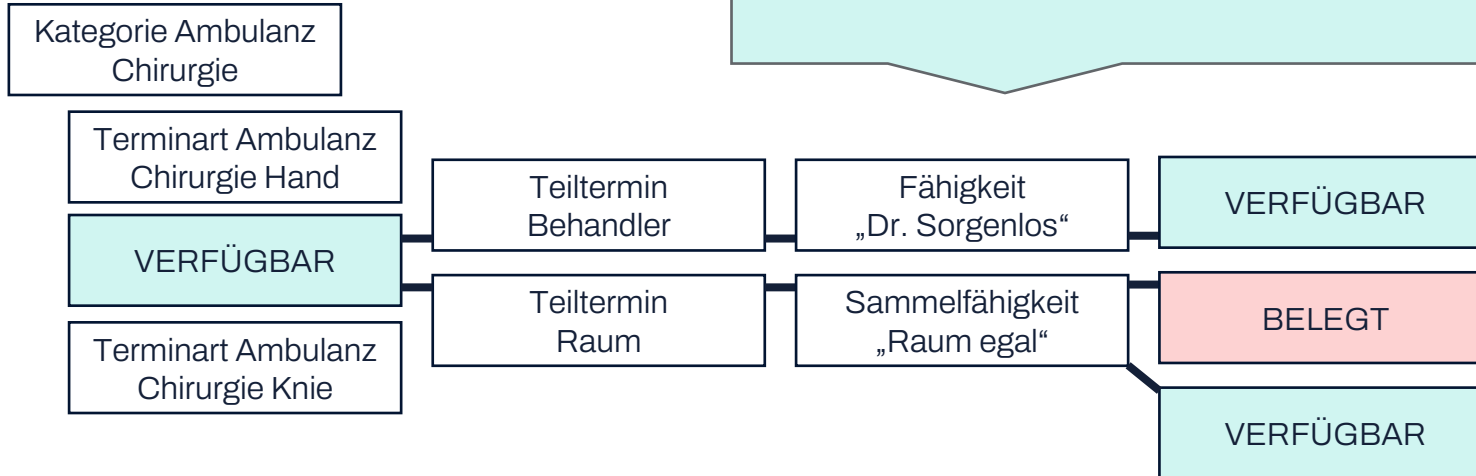 Kategorie Ambulanz
Chirurgie
Terminart Ambulanz
Chirurgie Hand
VERFÜGBAR
Terminart Ambulanz
Chirurgie Knie
Teiltermin
Behandler
Teiltermin
Raum
Fähigkeit
„Dr. Sorgenlos“
Sammelfähigkeit
„Raum egal“
VERFÜGBAR
BELEGT
VERFÜGBAR